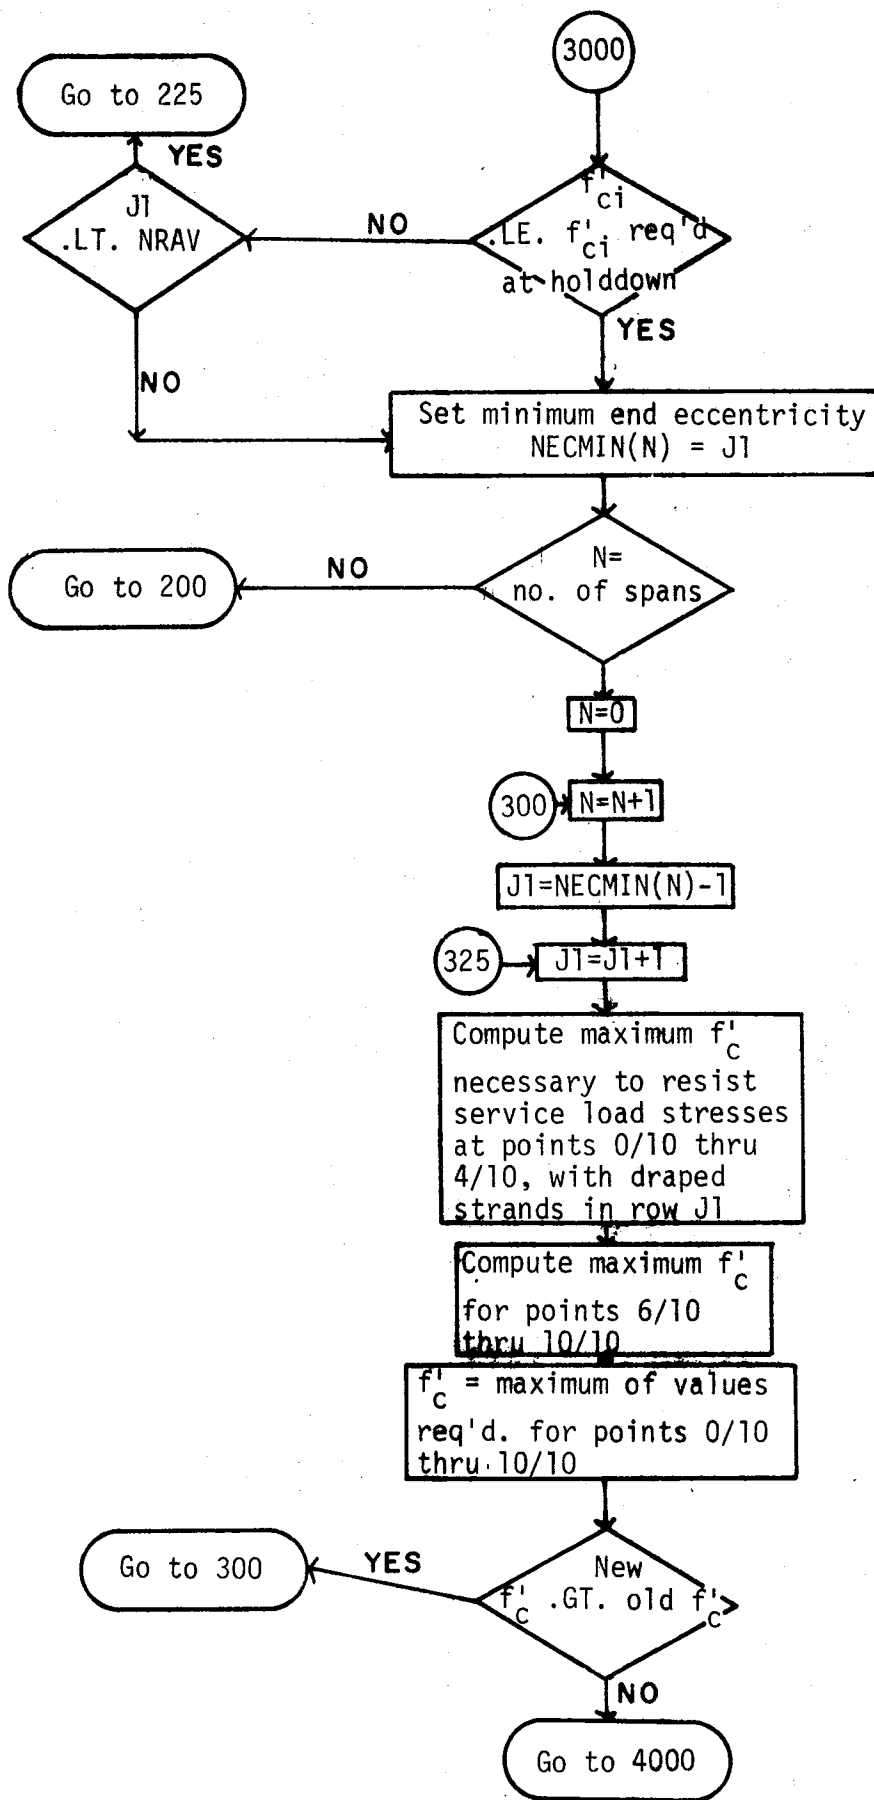 3000
Go to 225
YES
J1
.LT. NRAV
NO
f'ci
.LE. f'ci req'd
at holddown
YES
NO
Set minimum end eccentricity
NECMIN(N) = J1
N=
no. of spans
NO
Go to 200
N=0
300
N=N+1
J1=NECMIN(N)-1
325
J1=J1+1
Compute maximum f'c
necessary to resist
service load stresses
at points 0/10 thru
4/10, with draped
strands in row J1
Compute maximum f'c
for points 6/10
thru 10/10
f'c = maximum of values
req'd. for points 0/10
thru 10/10
New
f'c .GT. old f'c
YES
Go to 300
NO
Go to 4000